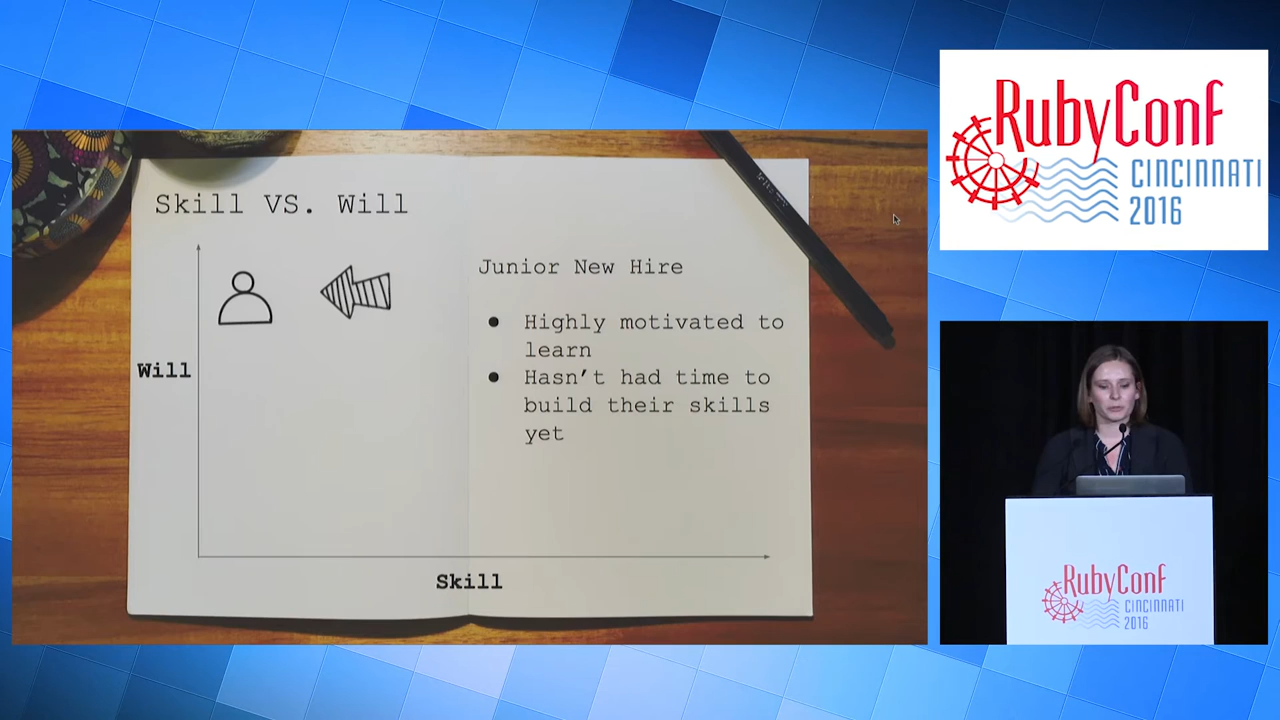 Skill VS. Will
Will
Junior New Hire
● Highly motivated to
learn
● Hasn't had time to
build their skills
yet
Skill
RubyConf
CINCINNATI
2016
RubyConf
CINCINNATI
2016